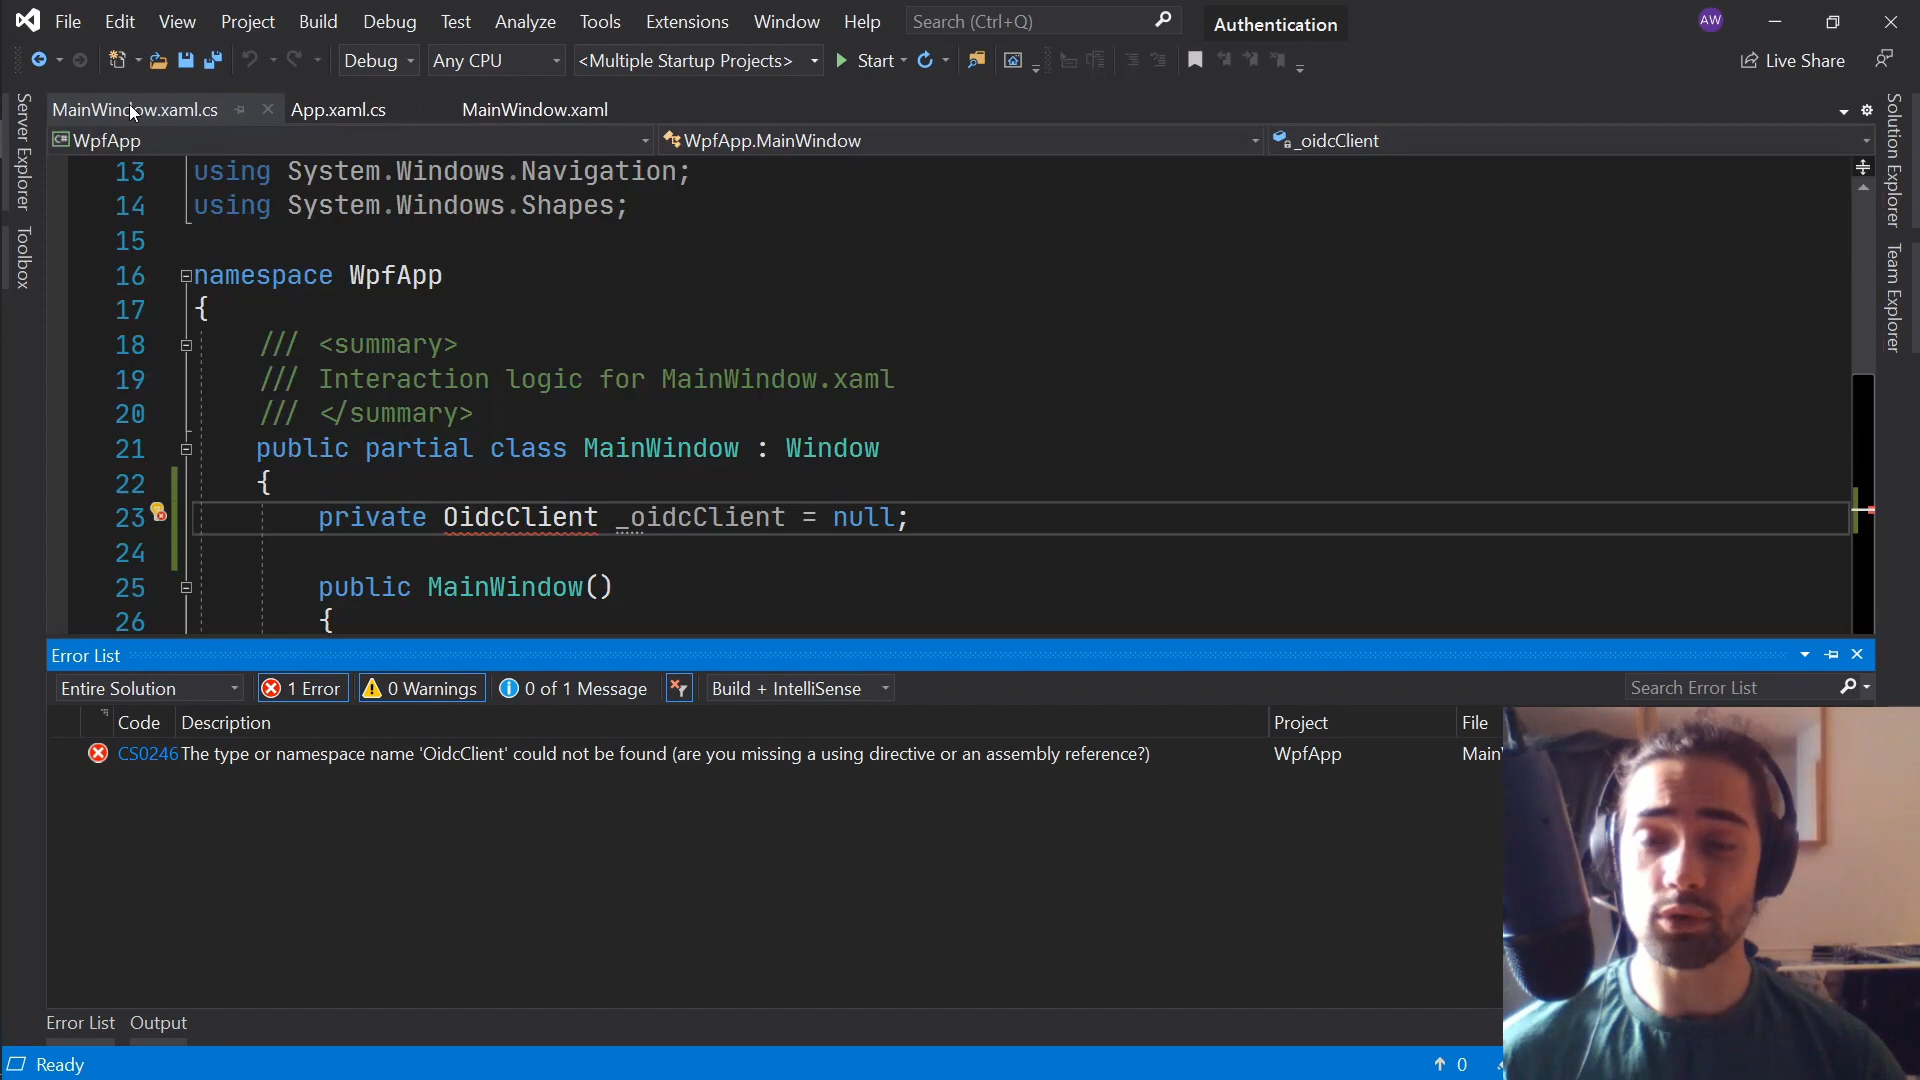 File Edit View Project Build Debug Test Analyze Tools Extensions Window Help Search (Ctrl+Q) Authentication AW
Debug Any CPU <Multiple Startup Projects> Start Live Share
MainWindow.xaml.cs App.xaml.cs MainWindow.xaml
C# WpfApp WpfApp.MainWindow _oidcClient
Server Explorer
Toolbox
Solution Explorer
Team Explorer
13 using System.Windows.Navigation;
14 using System.Windows.Shapes;
15
16 namespace WpfApp
17 {
18 /// <summary>
19 /// Interaction logic for MainWindow.xaml
20 /// </summary>
21 public partial class MainWindow : Window
22 {
23 private OidcClient _oidcClient = null;
24
25 public MainWindow()
26 {
Error List
Entire Solution 1 Error 0 Warnings 0 of 1 Message Build + IntelliSense Search Error List
Code Description Project File
CS0246 The type or namespace name 'OidcClient' could not be found (are you missing a using directive or an assembly reference?) WpfApp Main
Error List Output
Ready 0